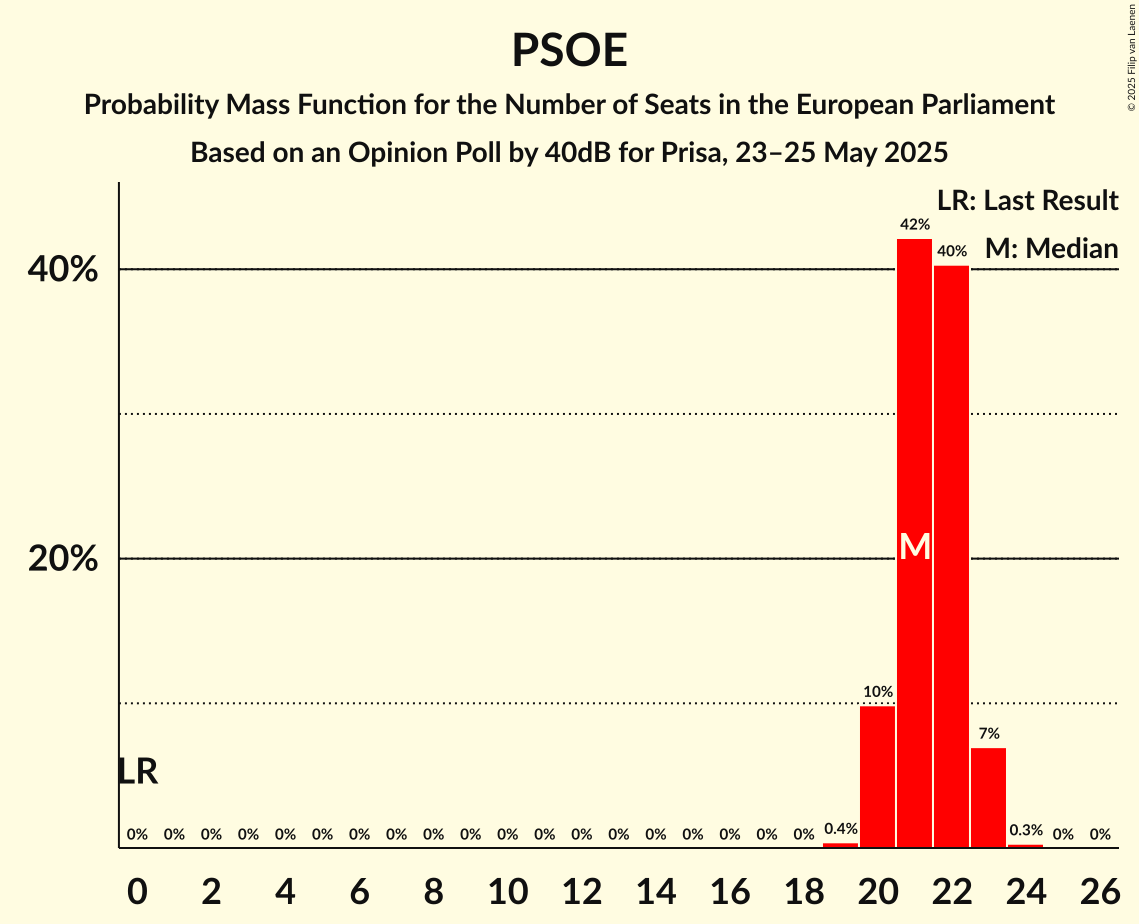 PSOE
Probability Mass Function for the Number of Seats in the European Parliament
Based on an Opinion Poll by 40dB for Prisa, 23–25 May 2025
© 2025 Filip van Laenen
LR: Last Result
M: Median
40%
20%
42%
40%
M
10%
7%
LR
0% 0% 0% 0% 0% 0% 0% 0% 0% 0% 0% 0% 0% 0% 0% 0% 0% 0% 0% 0.4% 0.3% 0% 0%
0 2 4 6 8 10 12 14 16 18 20 22 24 26